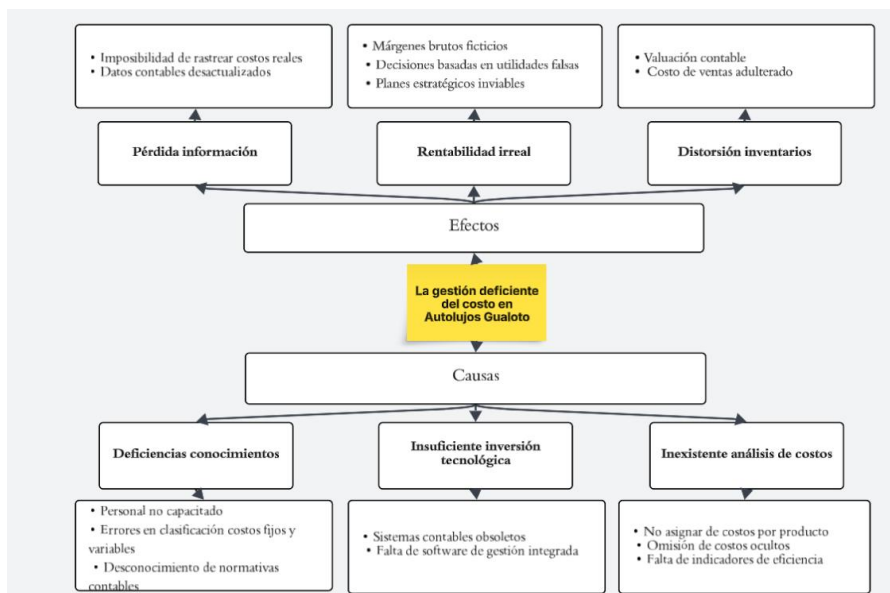 • Imposibilidad de rastrear costos reales
• Datos contables desactualizados
• Márgenes brutos ficticios
• Decisiones basadas en utilidades falsas
• Planes estratégicos inviables
• Valuación contable
• Costo de ventas adulterado
Pérdida información
Rentabilidad irreal
Distorsión inventarios
Efectos
La gestión deficiente
del costo en
Autolujos Gualoto
Causas
Deficiencias conocimientos
Insuficiente inversión
tecnológica
Inexistente análisis de costos
• Personal no capacitado
• Errores en clasificación costos fijos y
variables
• Desconocimiento de normativas
contables
• Sistemas contables obsoletos
• Falta de software de gestión integrada
• No asignar de costos por producto
• Omisión de costos ocultos
• Falta de indicadores de eficiencia